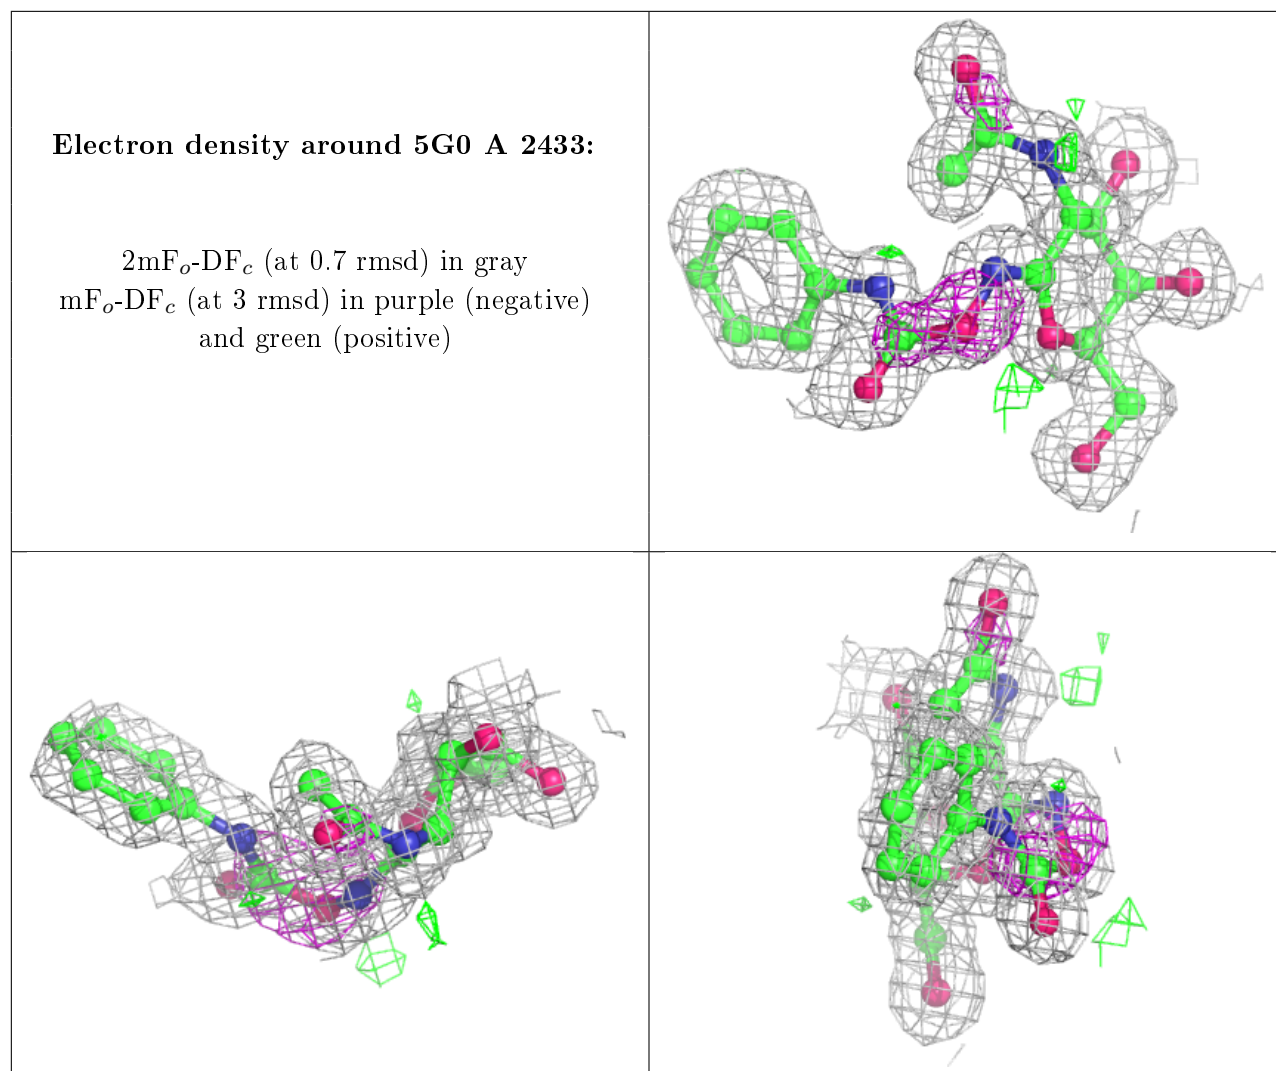 Electron density around 5G0 A 2433:
2mFₒ-DF𝒸 (at 0.7 rmsd) in gray
mFₒ-DF𝒸 (at 3 rmsd) in purple (negative)
and green (positive)